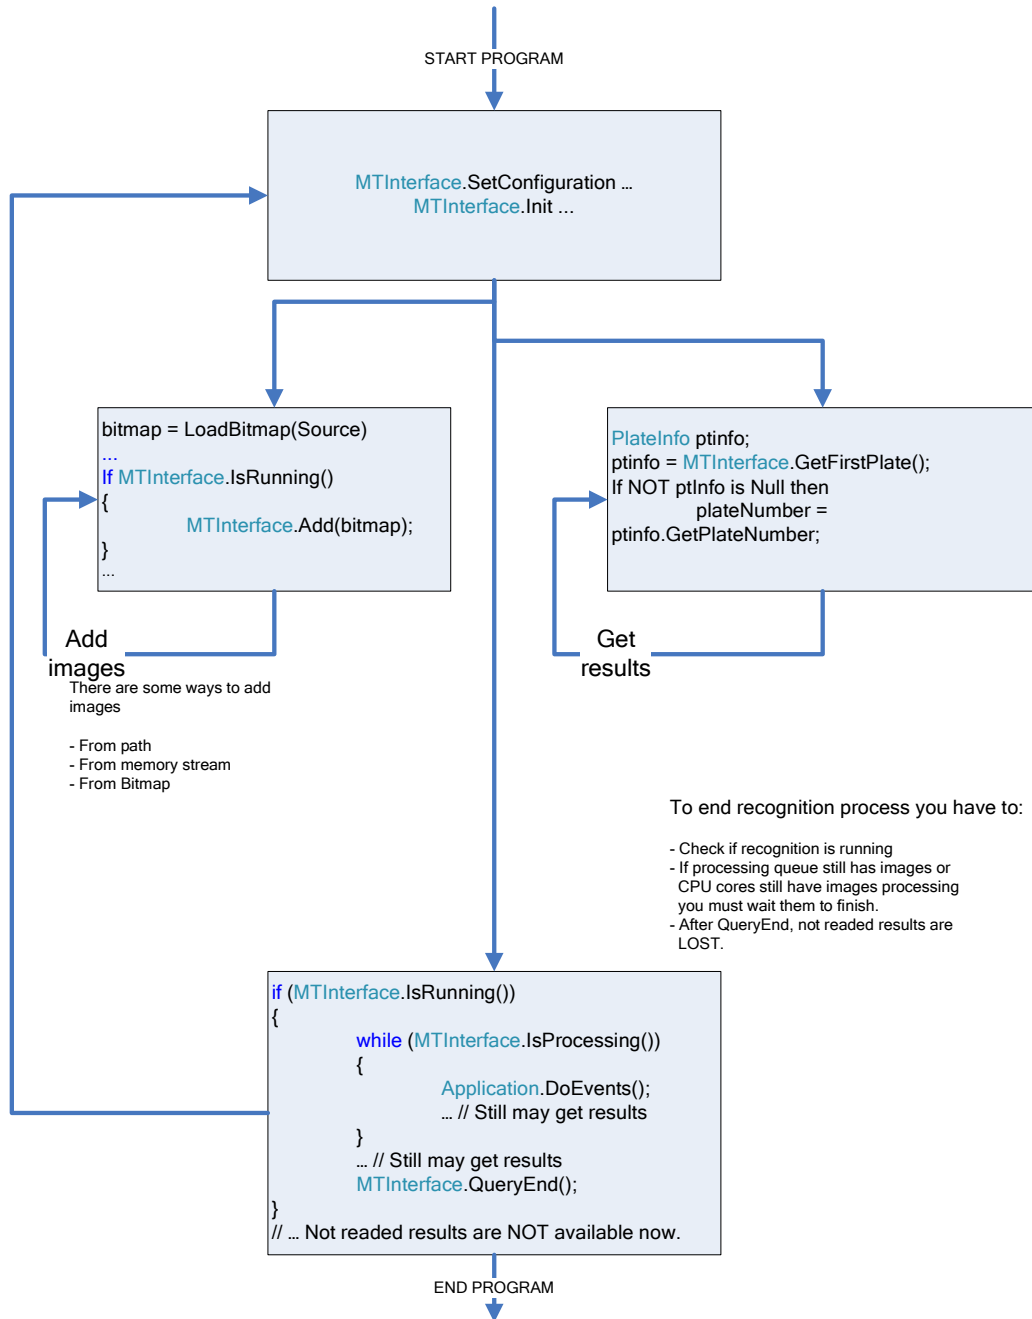 START PROGRAM
MTInterface.SetConfiguration ...
MTInterface.Init ...
bitmap = LoadBitmap(Source)
...
If MTInterface.IsRunning()
{
MTInterface.Add(bitmap);
}
...
Add
images
There are some ways to add
images
- From path
- From memory stream
- From Bitmap
PlateInfo ptinfo;
ptinfo = MTInterface.GetFirstPlate();
If NOT ptInfo is Null then
plateNumber =
ptinfo.GetPlateNumber;
Get
results
To end recognition process you have to:
- Check if recognition is running
- If processing queue still has images or
CPU cores still have images processing
you must wait them to finish.
- After QueryEnd, not readed results are
LOST.
if (MTInterface.IsRunning())
{
while (MTInterface.IsProcessing())
{
Application.DoEvents();
... // Still may get results
}
... // Still may get results
MTInterface.QueryEnd();
}
// ... Not readed results are NOT available now.
END PROGRAM